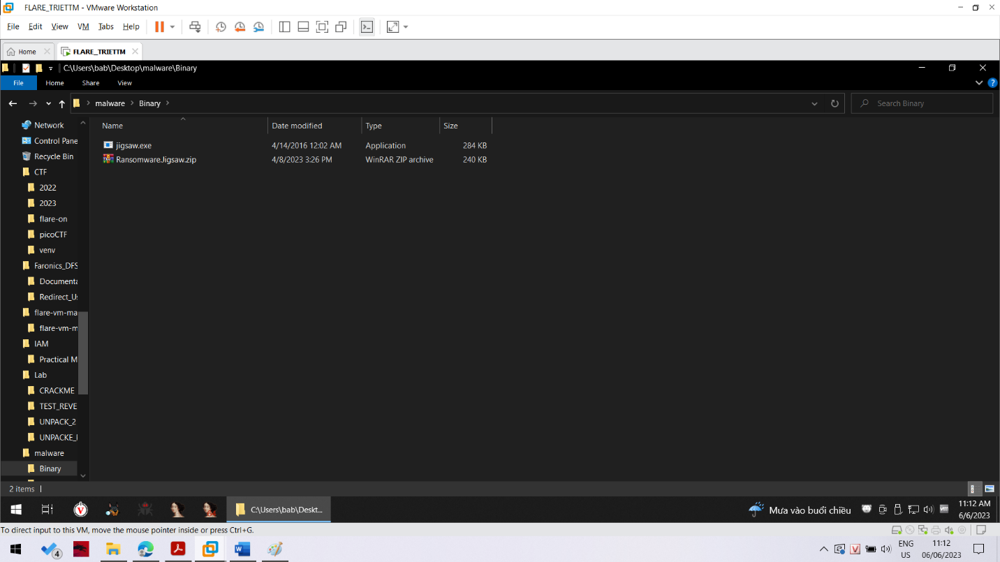 FLARE_TRIETTM - VMware Workstation
File Edit View VM Tabs Help
Home FLARE_TRIETTM
C:\Users\bab\Desktop\malware\Binary
File Home Share View
malware Binary Search Binary
Name Date modified Type Size
jigsaw.exe 4/14/2016 12:02 AM Application 284 KB
Ransomware.Jigsaw.zip 4/8/2023 3:26 PM WinRAR ZIP archive 240 KB
Network
Control Pane
Recycle Bin
CTF
2022
2023
flare-on
picoCTF
venv
Faronics_DFS
Documenta
Redirect_Us
flare-vm-ma
flare-vm-m
IAM
Practical M
Lab
CRACKME
TEST_REVE
UNPACK_2
UNPACKE_
malware
Binary
2 items
C:\Users\bab\Deskt...
Mưa vào buổi chiều
11:12 AM
6/6/2023
To direct input to this VM, move the mouse pointer inside or press Ctrl+G.
4
ENG
US
11:12
06/06/2023